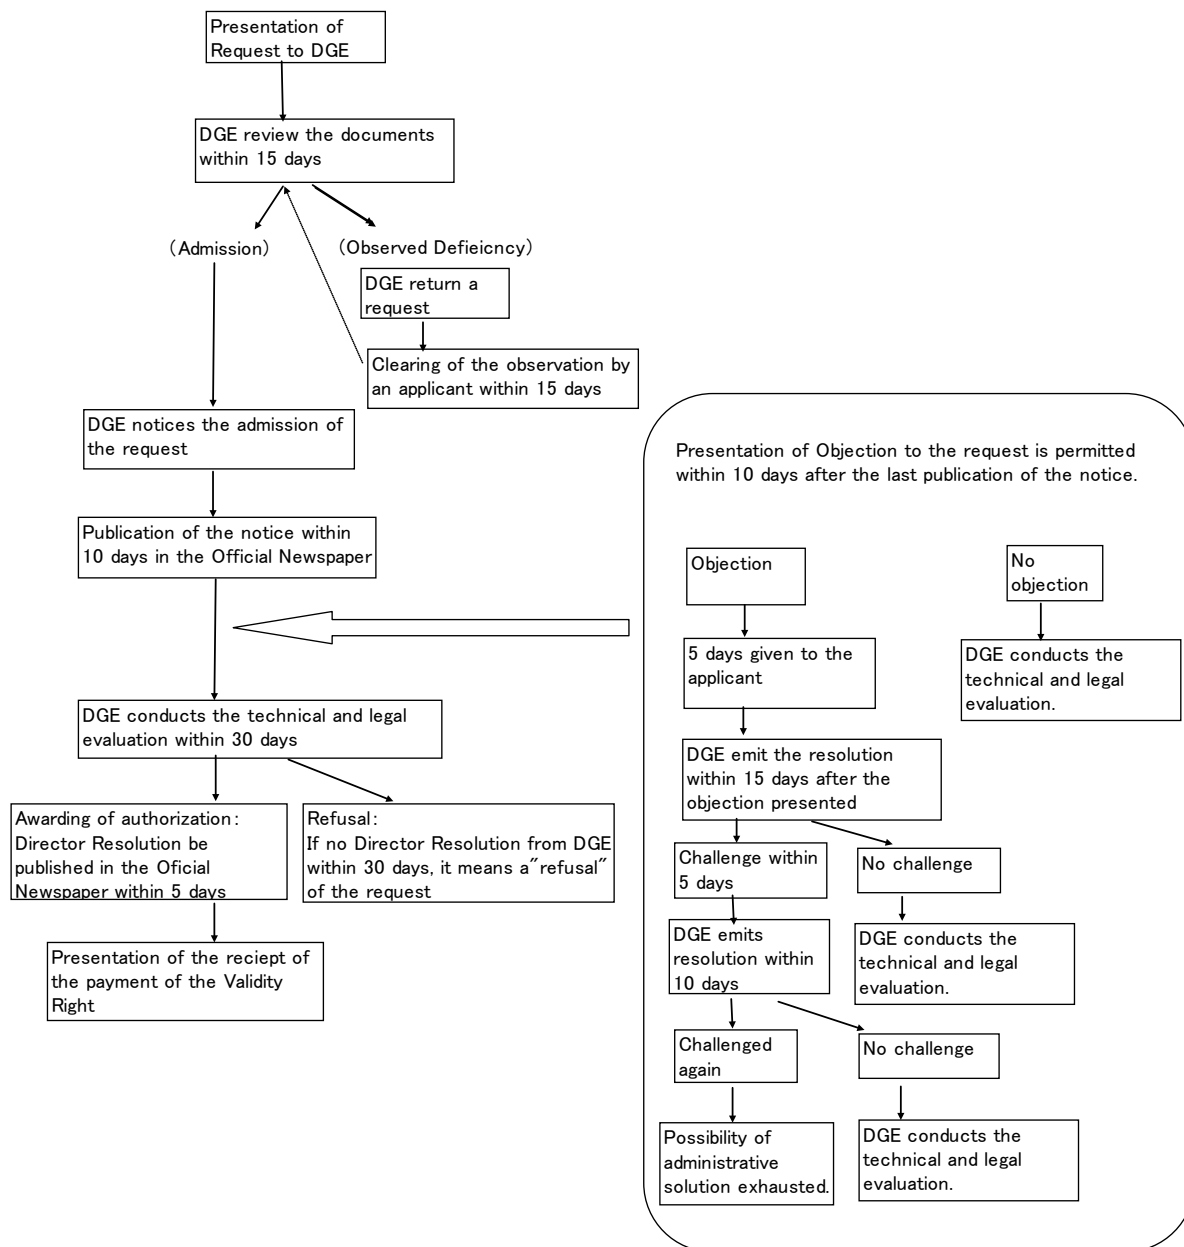 Presentation of
Request to DGE
DGE review the documents
within 15 days
(Admission)
(Observed Defieicncy)
DGE return a
request
Clearing of the observation by
an applicant within 15 days
DGE notices the admission of
the request
Publication of the notice within
10 days in the Official Newspaper
DGE conducts the technical and legal
evaluation within 30 days
Awarding of authorization:
Director Resolution be
published in the Oficial
Newspaper within 5 days
Refusal:
If no Director Resolution from DGE
within 30 days, it means a"refusal"
of the request
Presentation of the reciept of
the payment of the Validity
Right
Presentation of Objection to the request is permitted
within 10 days after the last publication of the notice.
Objection
No
objection
5 days given to the
applicant
DGE conducts the
technical and legal
evaluation.
DGE emit the resolution
within 15 days after the
objection presented
Challenge within
5 days
No challenge
DGE emits
resolution within
10 days
DGE conducts the
technical and legal
evaluation.
Challenged
again
No challenge
Possibility of
administrative
solution exhausted.
DGE conducts the
technical and legal
evaluation.